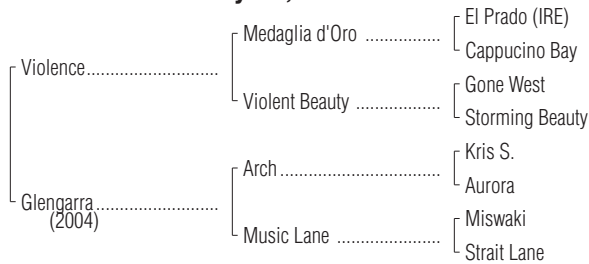 El Prado (IRE)
Medaglia d'Oro
Cappucino Bay
Violence
Gone West
Violent Beauty
Storming Beauty
Kris S.
Arch
Aurora
Glengarra
(2004)
Miswaki
Music Lane
Strait Lane